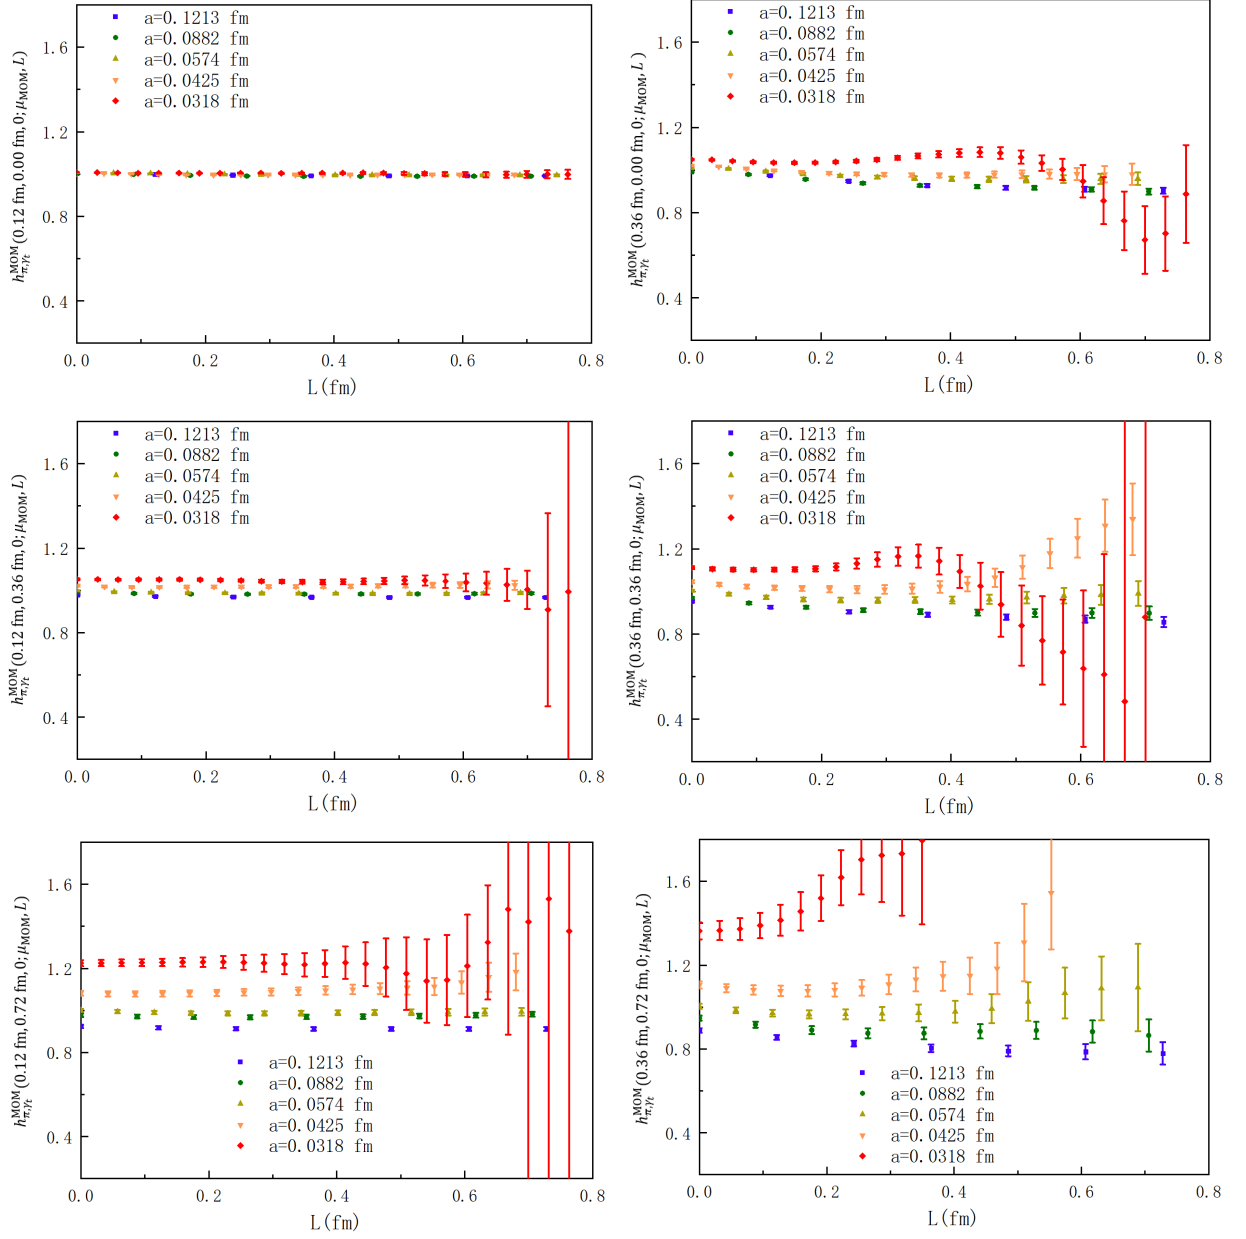 h^{MOM}_{π,γ_t}(0.12 fm,0.00 fm,0;μ_MOM,L)
1.6
1.2
0.8
0.4
a=0.1213 fm
a=0.0882 fm
a=0.0574 fm
a=0.0425 fm
a=0.0318 fm
0.0 0.2 0.4 0.6 0.8
L(fm)
h^{MOM}_{π,γ_t}(0.36 fm,0.00 fm,0;μ_MOM,L)
1.6
1.2
0.8
0.4
a=0.1213 fm
a=0.0882 fm
a=0.0574 fm
a=0.0425 fm
a=0.0318 fm
0.0 0.2 0.4 0.6 0.8
L(fm)
h^{MOM}_{π,γ_t}(0.12 fm,0.36 fm,0;μ_MOM,L)
1.6
1.2
0.8
0.4
a=0.1213 fm
a=0.0882 fm
a=0.0574 fm
a=0.0425 fm
a=0.0318 fm
0.0 0.2 0.4 0.6 0.8
L(fm)
h^{MOM}_{π,γ_t}(0.36 fm,0.36 fm,0;μ_MOM,L)
1.6
1.2
0.8
0.4
a=0.1213 fm
a=0.0882 fm
a=0.0574 fm
a=0.0425 fm
a=0.0318 fm
0.0 0.2 0.4 0.6 0.8
L(fm)
h^{MOM}_{π,γ_t}(0.12 fm,0.72 fm,0;μ_MOM,L)
1.6
1.2
0.8
0.4
a=0.1213 fm
a=0.0882 fm
a=0.0574 fm
a=0.0425 fm
a=0.0318 fm
0.0 0.2 0.4 0.6 0.8
L(fm)
h^{MOM}_{π,γ_t}(0.36 fm,0.72 fm,0;μ_MOM,L)
1.6
1.2
0.8
0.4
a=0.1213 fm
a=0.0882 fm
a=0.0574 fm
a=0.0425 fm
a=0.0318 fm
0.0 0.2 0.4 0.6 0.8
L(fm)